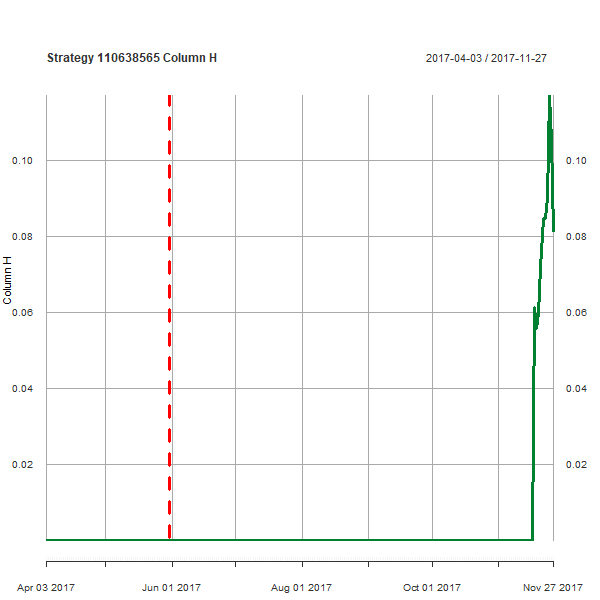 Strategy 110638565 Column H
2017-04-03 / 2017-11-27
0.10
0.10
0.08
0.08
Column H
0.06
0.06
0.04
0.04
0.02
0.02
Apr 03 2017
Jun 01 2017
Aug 01 2017
Oct 01 2017
Nov 27 2017